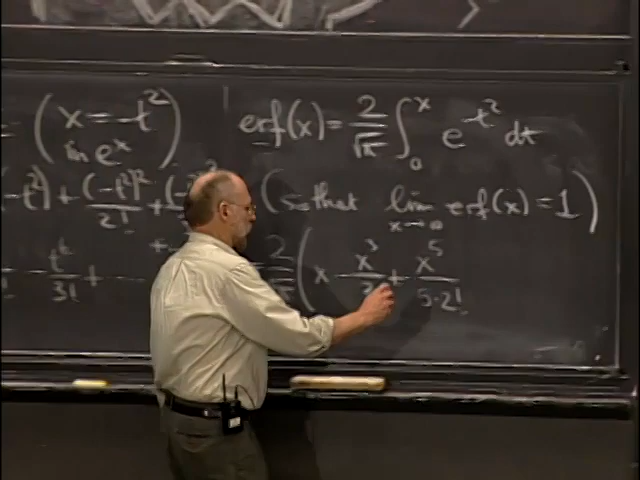 = (x = -t²) erf(x) = 2/√π ∫₀ˣ e^(-t²) dt
in eˣ
-t²) + (-t²)²/2! + (so that lim x→∞ erf(x) = 1)
t⁶/3! + 2 (x - x³/3 + x⁵/5·2!